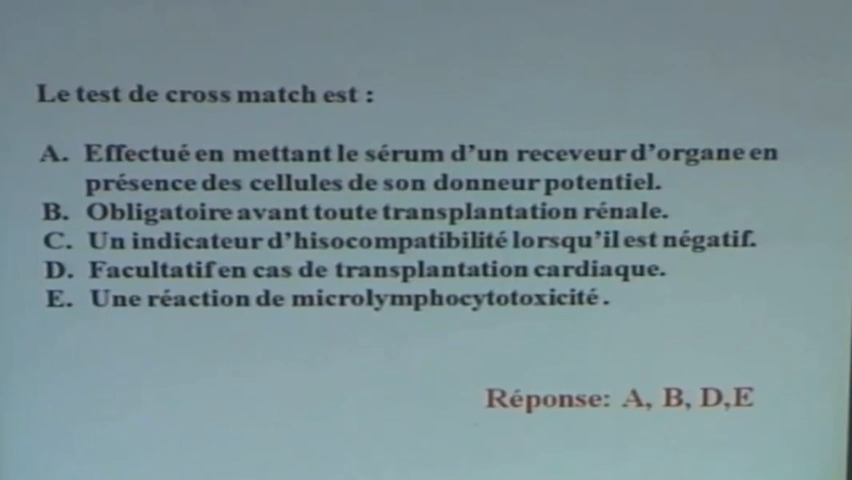 Le test de cross match est :
A. Effectué en mettant le sérum d'un receveur d'organe en
présence des cellules de son donneur potentiel.
B. Obligatoire avant toute transplantation rénale.
C. Un indicateur d'hisocompatibilité lorsqu'il est négatif.
D. Facultatif en cas de transplantation cardiaque.
E. Une réaction de microlymphocytotoxicité.
Réponse: A, B, D,E